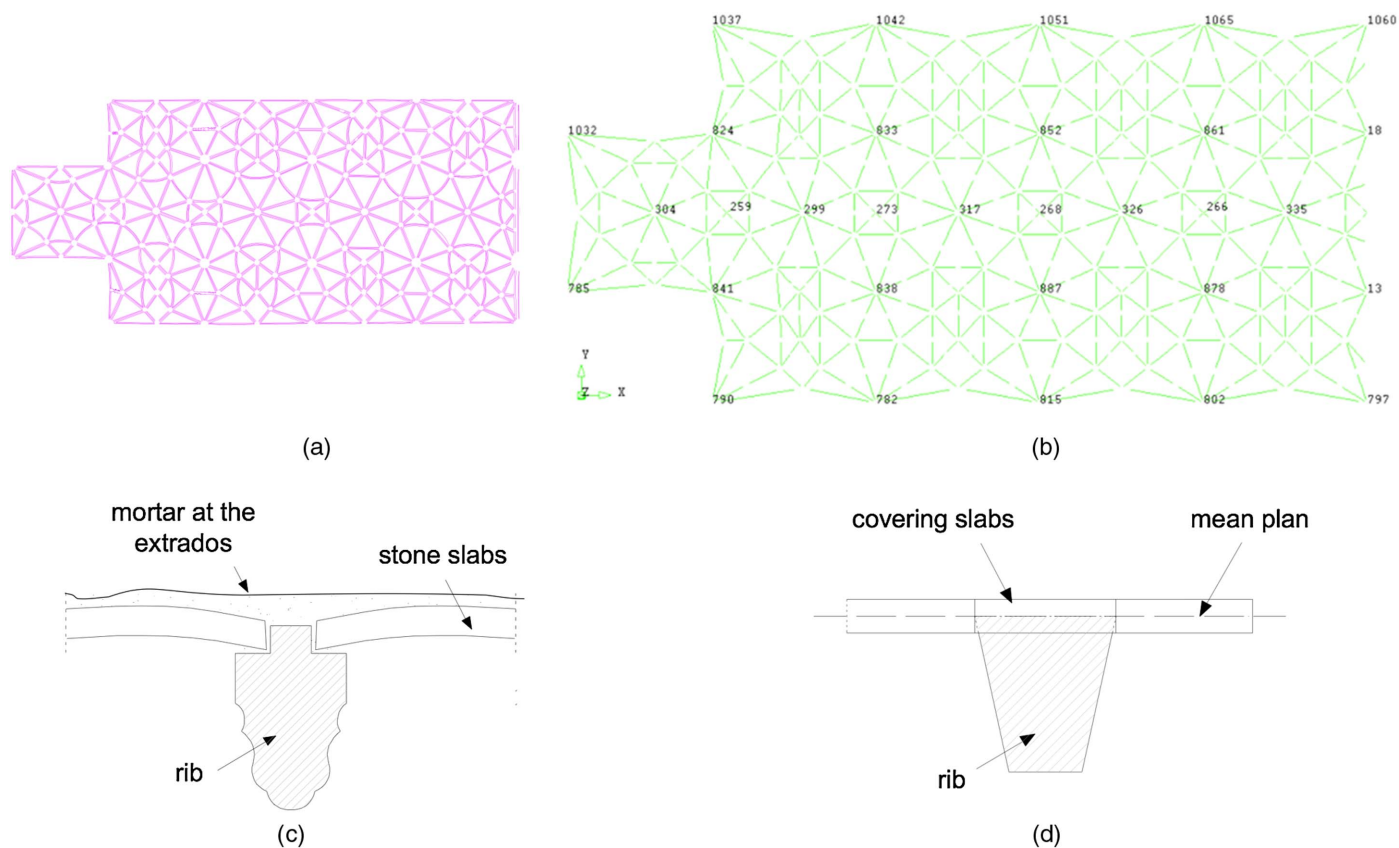 1037 1042 1051 1065 1060
1032 824 833 852 861 18
304 259 299 273 317 268 326 266 335
785 841 838 887 878 13
Y
Z X
790 782 815 802 797
(a) (b)
mortar at the
extrados
stone slabs
rib
(c)
covering slabs mean plan
rib
(d)